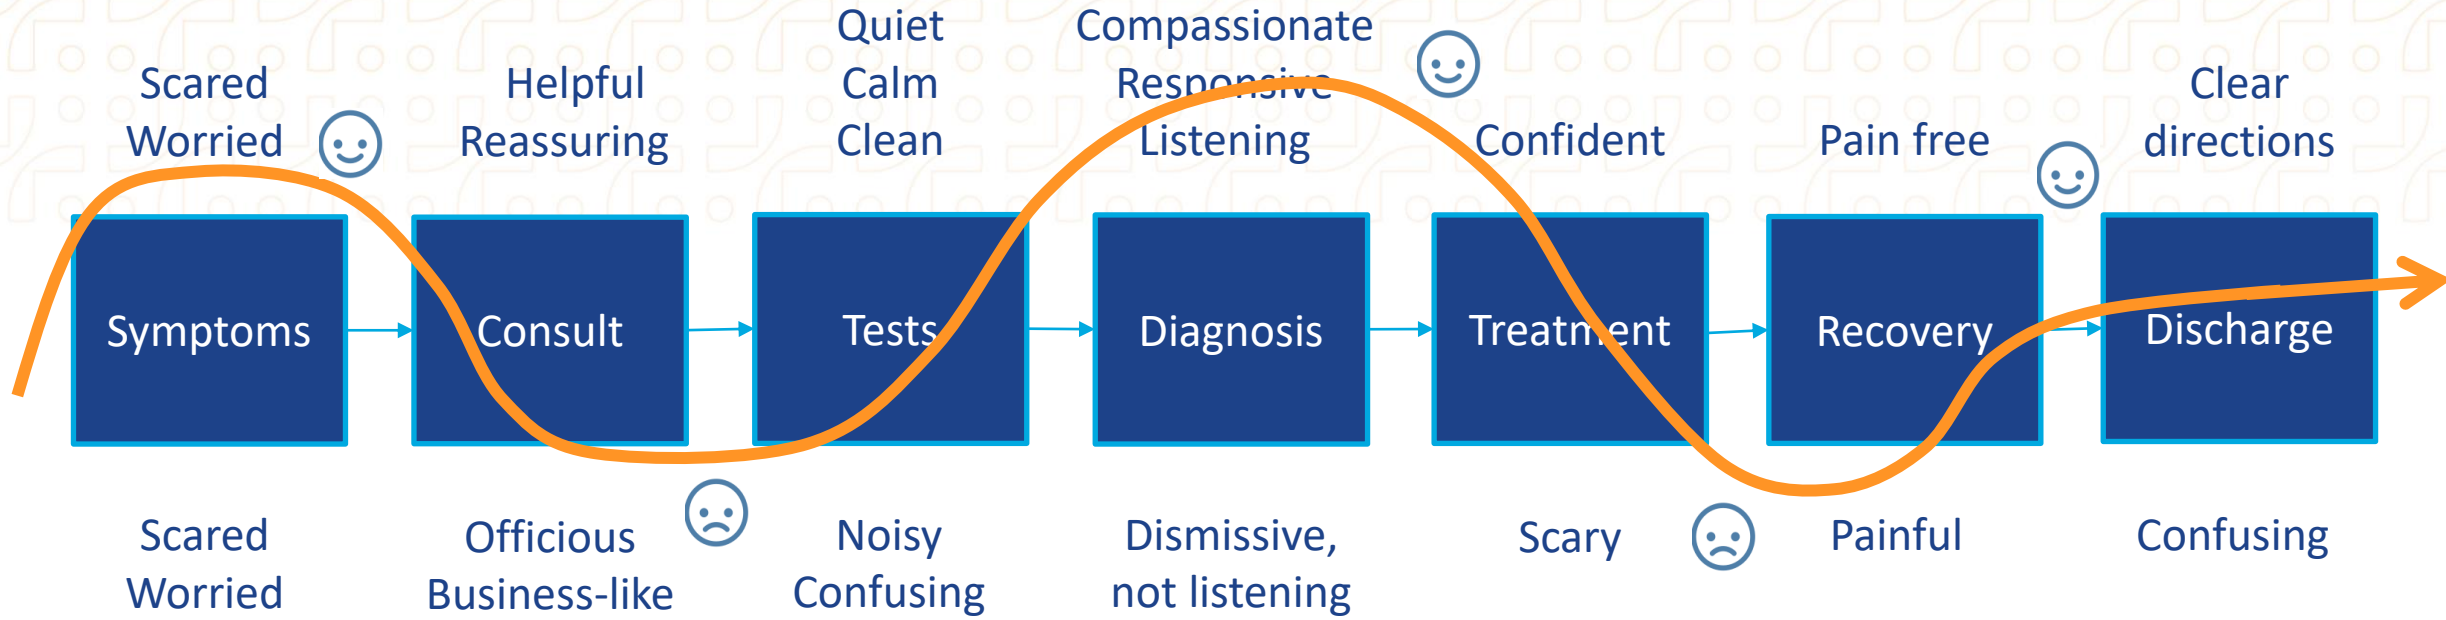 Scared
Worried
Helpful
Reassuring
Quiet
Calm
Clean
Compassionate
Responsive
Listening
Confident
Pain free
Clear
directions
Symptoms
Consult
Tests
Diagnosis
Treatment
Recovery
Discharge
Scared
Worried
Officious
Business-like
Noisy
Confusing
Dismissive,
not listening
Scary
Painful
Confusing